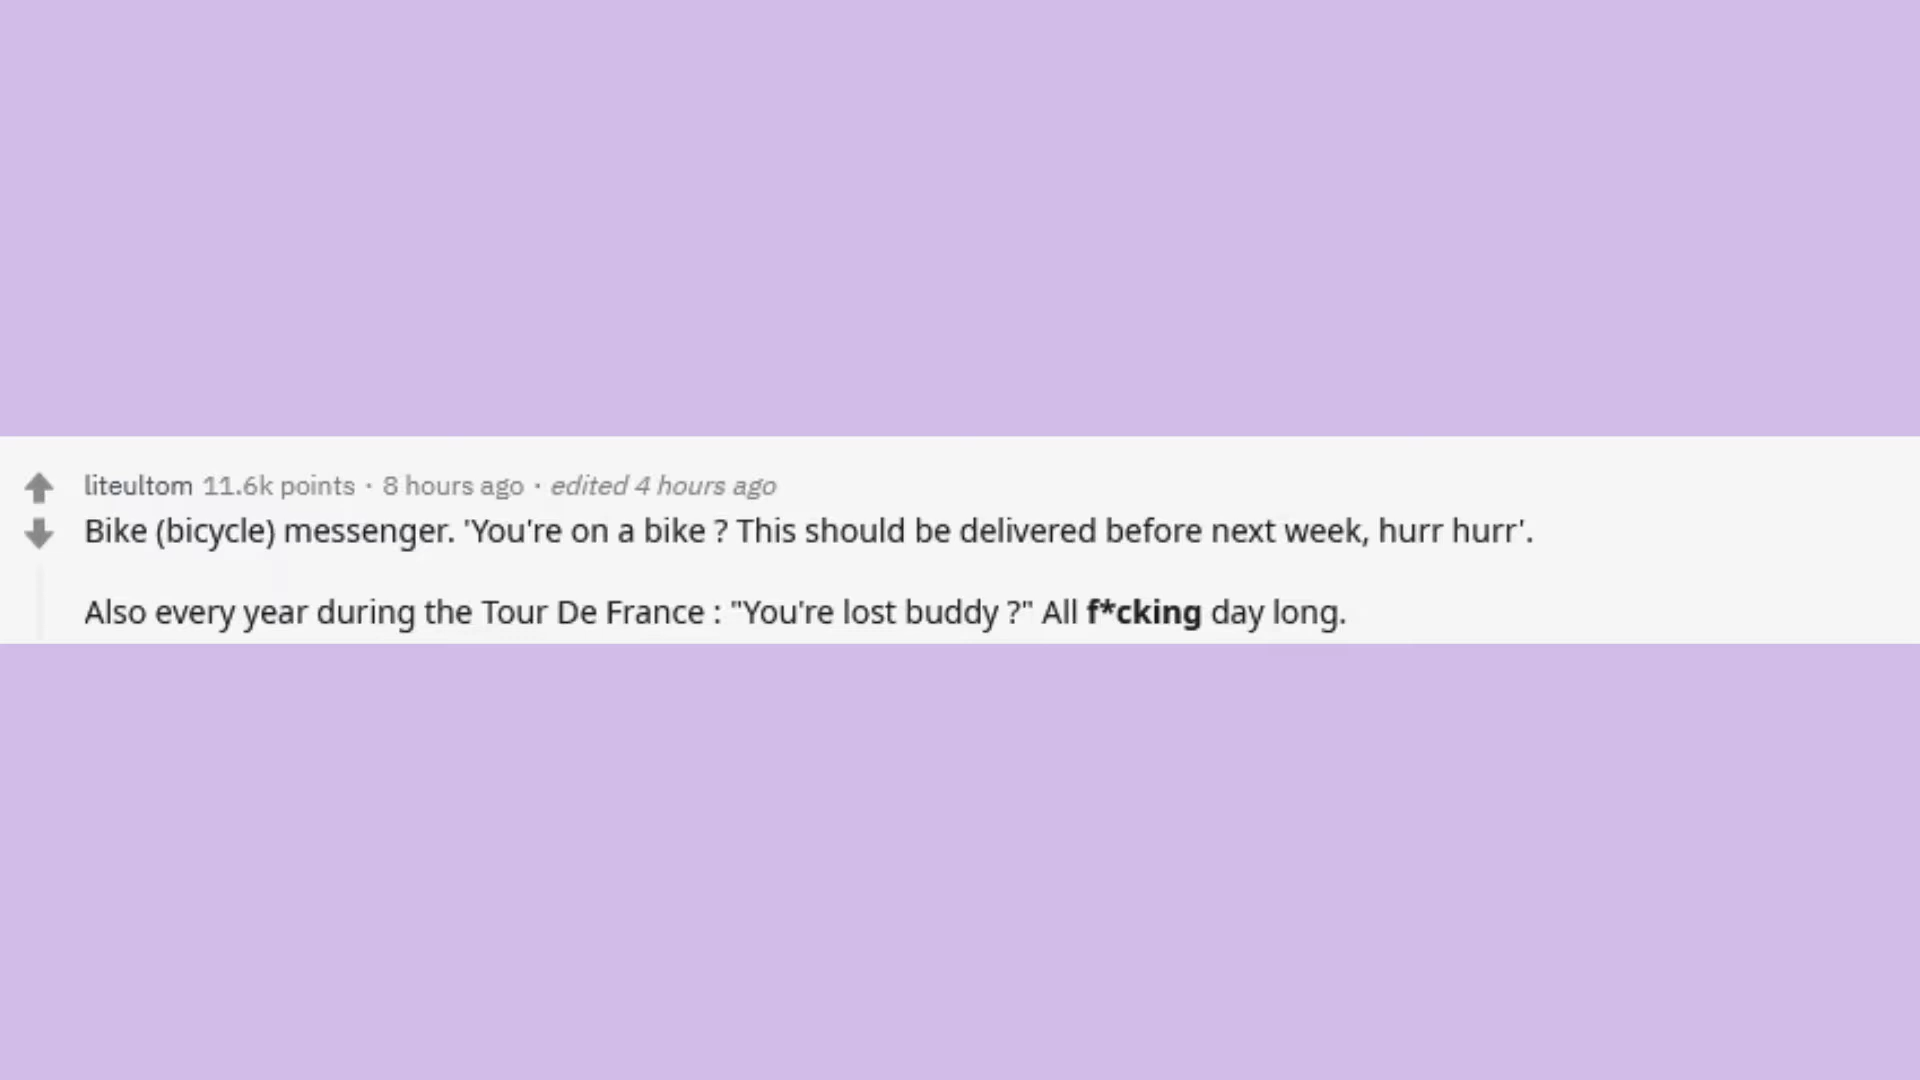 liteultom 11.6k points · 8 hours ago · edited 4 hours ago
Bike (bicycle) messenger. 'You're on a bike ? This should be delivered before next week, hurr hurr'.
Also every year during the Tour De France : "You're lost buddy ?" All f*cking day long.